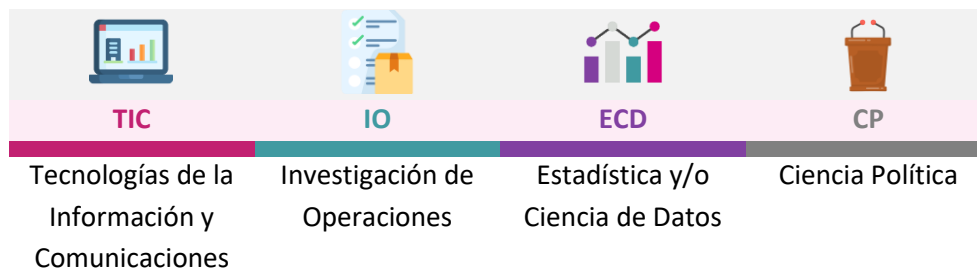 TIC
IO
ECD
CP
Tecnologías de la
Información y
Comunicaciones
Investigación de
Operaciones
Estadística y/o
Ciencia de Datos
Ciencia Política